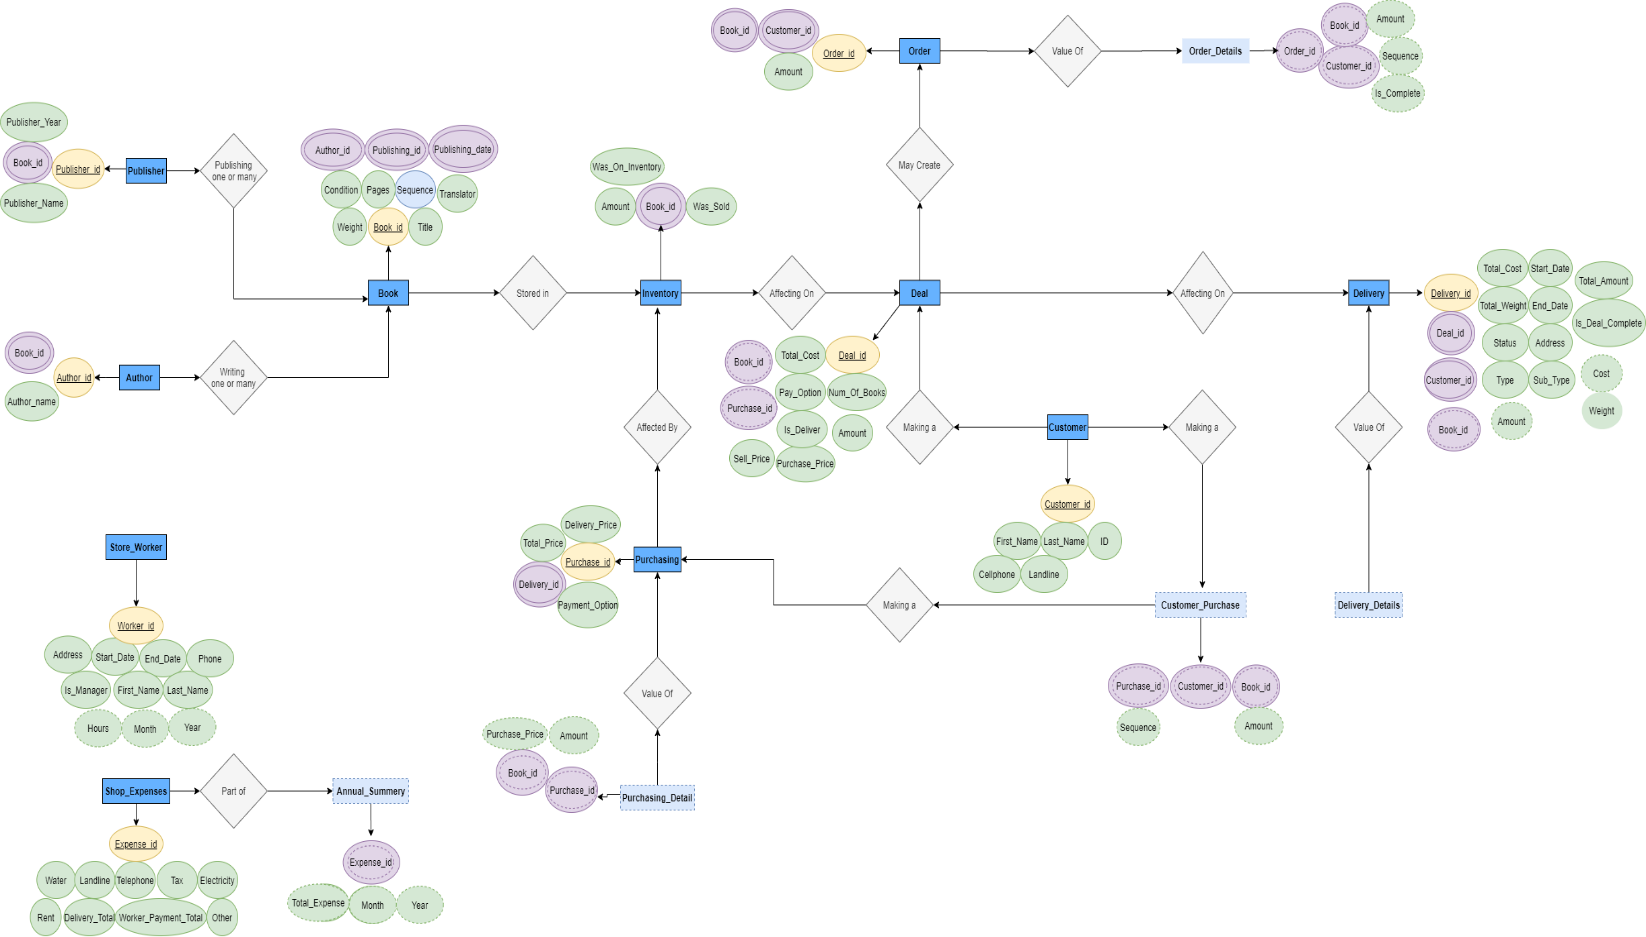 Book_id
Customer_id
Order_id
Amount
Order
Value Of
Order_Details
Order_id
Book_id
Amount
Customer_id
Sequence
Is_Complete
Publisher_Year
Book_id
Publisher_id
Publisher_Name
Publisher
Publishing
one or many
Author_id
Publishing_id
Publishing_date
Condition
Pages
Sequence
Translator
Weight
Book_id
Title
Was_On_Inventory
Amount
Book_id
Was_Sold
May Create
Book
Stored in
Inventory
Affecting On
Deal
Affecting On
Delivery
Delivery_id
Total_Cost
Start_Date
Total_Amount
Total_Weight
End_Date
Is_Deal_Complete
Deal_id
Status
Address
Customer_id
Type
Sub_Type
Cost
Weight
Book_id
Amount
Book_id
Author_id
Author_name
Author
Writing
one or many
Book_id
Total_Cost
Deal_id
Purchase_id
Pay_Option
Num_Of_Books
Is_Deliver
Amount
Sell_Price
Purchase_Price
Affected By
Making a
Customer
Making a
Value Of
Customer_id
First_Name
Last_Name
ID
Cellphone
Landline
Store_Worker
Delivery_Price
Total_Price
Purchase_id
Delivery_id
Payment_Option
Purchasing
Making a
Customer_Purchase
Delivery_Details
Worker_id
Address
Start_Date
End_Date
Phone
Is_Manager
First_Name
Last_Name
Hours
Month
Year
Value Of
Purchase_id
Customer_id
Book_id
Sequence
Amount
Purchase_Price
Amount
Book_id
Purchase_id
Purchasing_Detail
Shop_Expenses
Part of
Annual_Summery
Expense_id
Water
Landline
Telephone
Tax
Electricity
Rent
Delivery_Total
Worker_Payment_Total
Other
Expense_id
Total_Expense
Month
Year